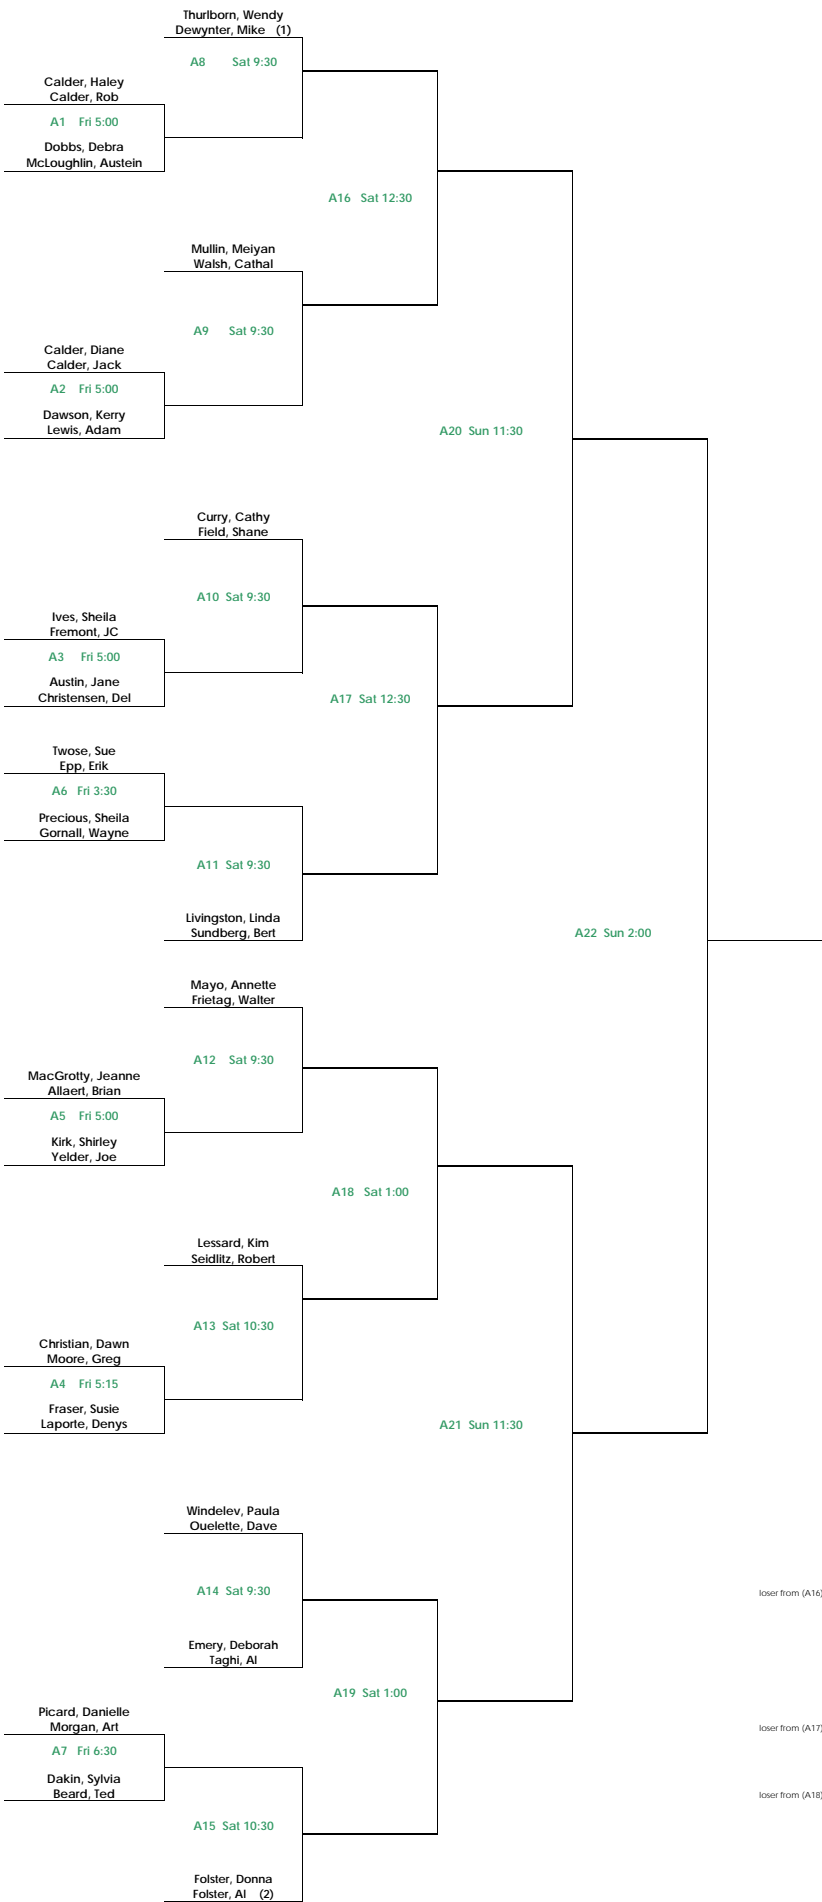 Thurlborn, Wendy
Dewynter, Mike (1)
A8 Sat 9:30
Calder, Haley
Calder, Rob
A1 Fri 5:00
Dobbs, Debra
McLoughlin, Austein
A16 Sat 12:30
Mullin, Meiyan
Walsh, Cathal
A9 Sat 9:30
Calder, Diane
Calder, Jack
A2 Fri 5:00
Dawson, Kerry
Lewis, Adam
A20 Sun 11:30
Curry, Cathy
Field, Shane
A10 Sat 9:30
Ives, Sheila
Fremont, JC
A3 Fri 5:00
Austin, Jane
Christensen, Del
A17 Sat 12:30
Twose, Sue
Epp, Erik
A6 Fri 3:30
Precious, Sheila
Gornall, Wayne
A11 Sat 9:30
Livingston, Linda
Sundberg, Bert
A22 Sun 2:00
Mayo, Annette
Frietag, Walter
A12 Sat 9:30
MacGrotty, Jeanne
Allaert, Brian
A5 Fri 5:00
Kirk, Shirley
Yelder, Joe
A18 Sat 1:00
Lessard, Kim
Seidlitz, Robert
A13 Sat 10:30
Christian, Dawn
Moore, Greg
A4 Fri 5:15
Fraser, Susie
Laporte, Denys
A21 Sun 11:30
Windelev, Paula
Ouelette, Dave
A14 Sat 9:30
loser from (A16)
Emery, Deborah
Taghi, Al
A19 Sat 1:00
Picard, Danielle
Morgan, Art
loser from (A17)
A7 Fri 6:30
Dakin, Sylvia
Beard, Ted
loser from (A18)
A15 Sat 10:30
Folster, Donna
Folster, Al (2)